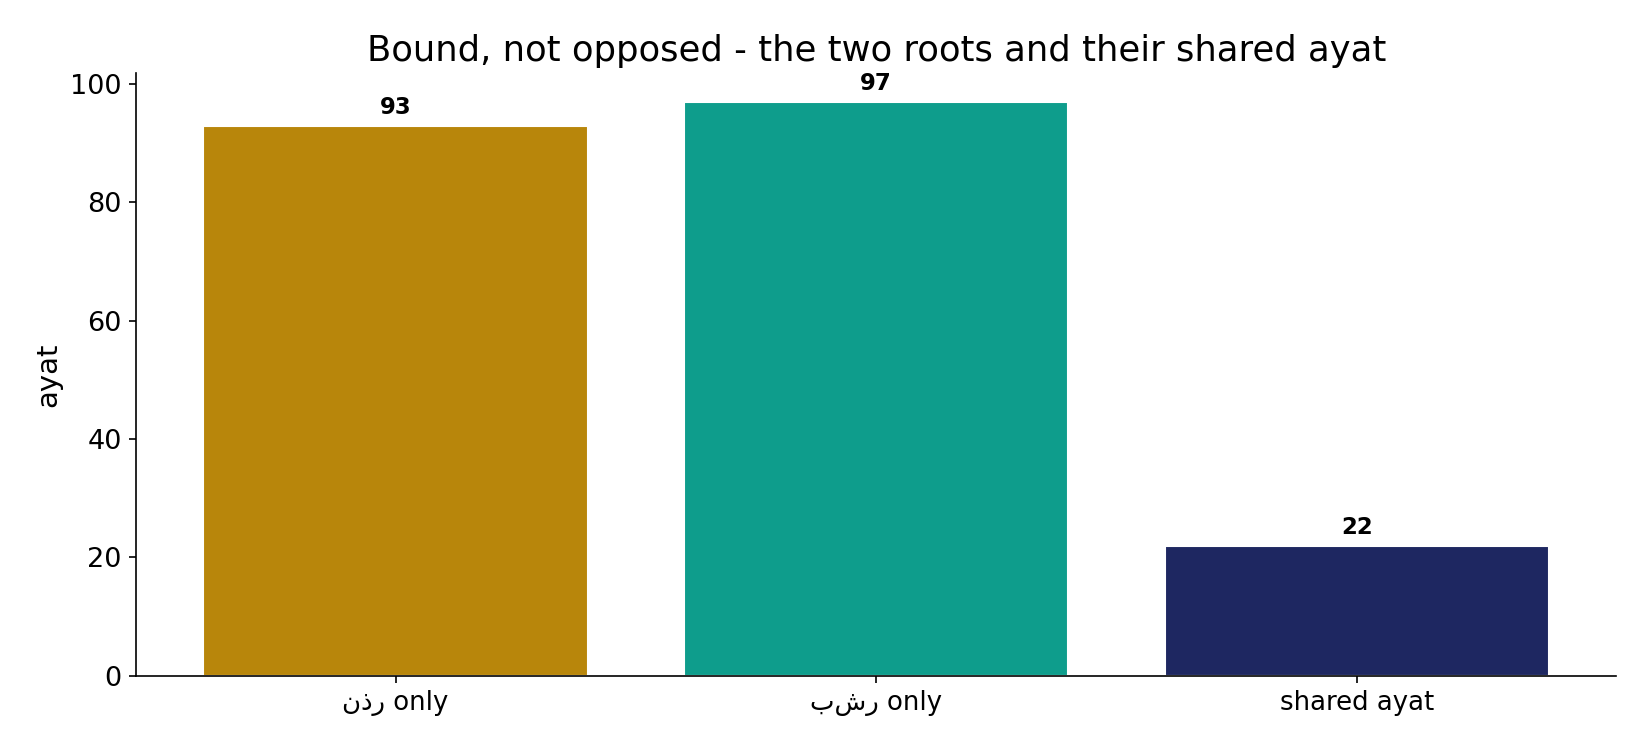 Bound, not opposed - the two roots and their shared ayat
100
80
60
40
20
0
ayat
93
97
22
نذر only
بشر only
shared ayat